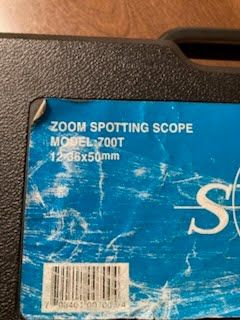 ZOOM SPOTTING SCOPE
MODEL:700T
12-36x50mm
S